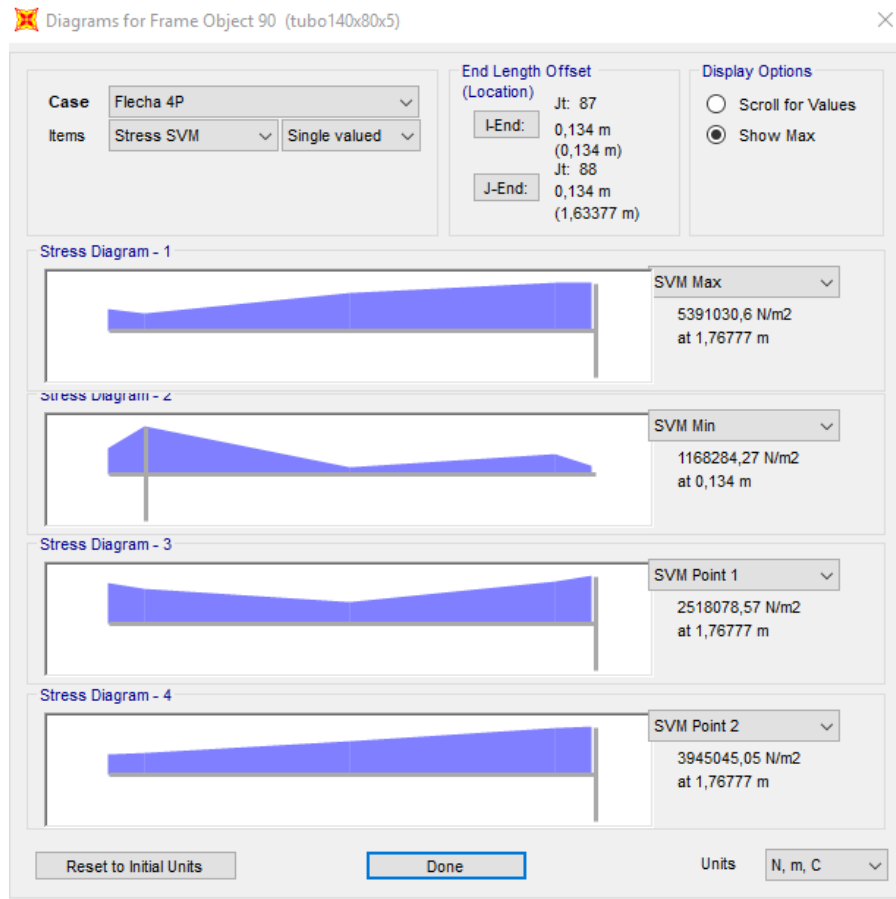 Diagrams for Frame Object 90 (tubo140x80x5)
Case
Flecha 4P
Items
Stress SVM
Single valued
End Length Offset
(Location)
I-End:
Jt: 87
0,134 m
(0,134 m)
J-End:
Jt: 88
0,134 m
(1,63377 m)
Display Options
Scroll for Values
Show Max
Stress Diagram - 1
SVM Max
5391030,6 N/m2
at 1,76777 m
Stress Diagram - 2
SVM Min
1168284,27 N/m2
at 0,134 m
Stress Diagram - 3
SVM Point 1
2518078,57 N/m2
at 1,76777 m
Stress Diagram - 4
SVM Point 2
3945045,05 N/m2
at 1,76777 m
Reset to Initial Units
Done
Units
N, m, C